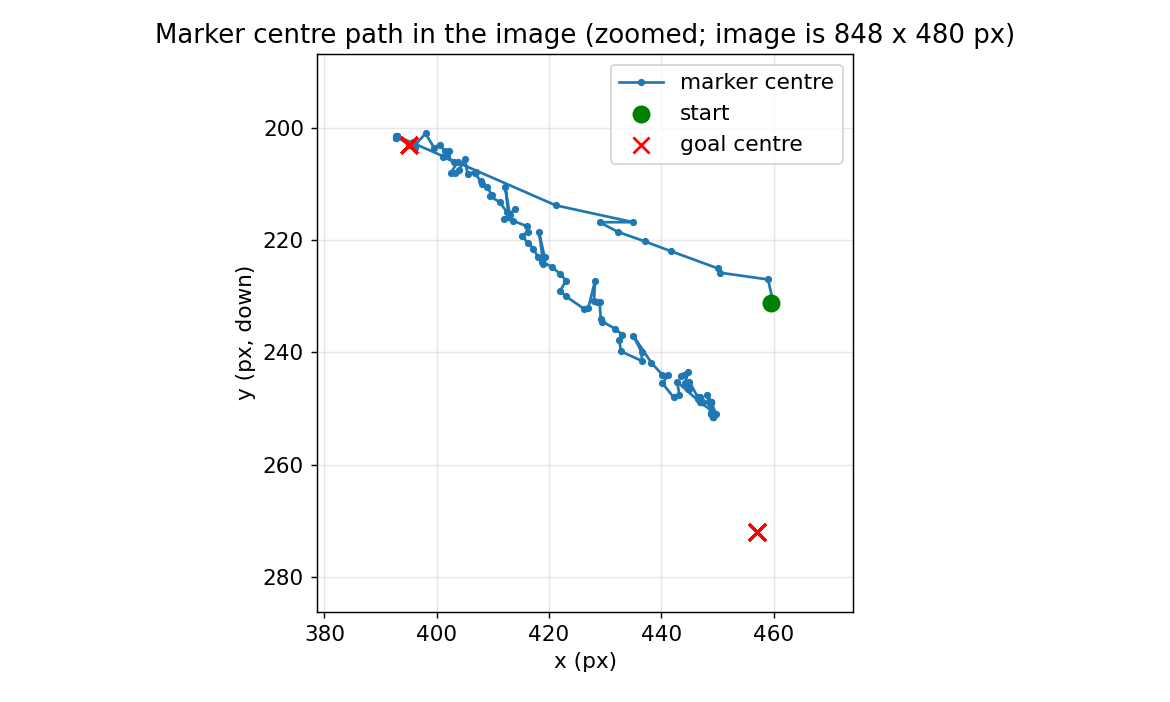 Marker centre path in the image (zoomed; image is 848 x 480 px)
marker centre
start
goal centre
200
220
240
260
280
y (px, down)
380 400 420 440 460
x (px)